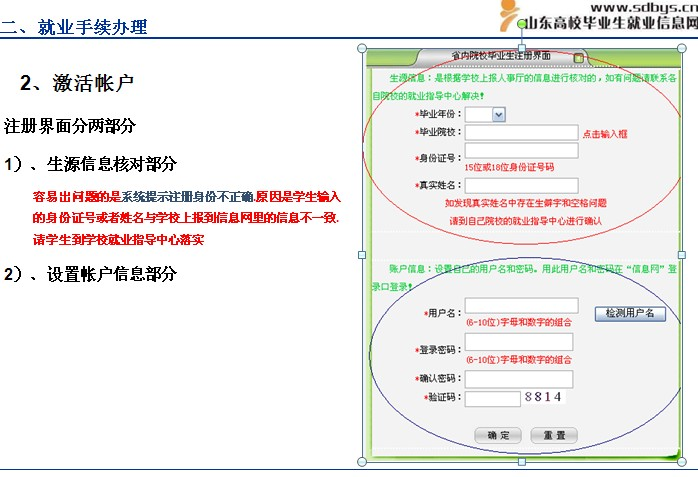 www.sdbys.cn
山东高校毕业生就业信息网
二、就业手续办理
2、激活帐户
注册界面分两部分
1）、生源信息核对部分
容易出问题的是系统提示注册身份不正确.原因是学生输入
的身份证号或者姓名与学校上报到信息网里的信息不一致.
请学生到学校就业指导中心落实
2）、设置帐户信息部分
省内院校毕业生注册界面
生源信息：是根据学校上报人事厅的信息进行核对的，如有问题请联系各
自院校的就业指导中心解决！
*毕业年份：
*毕业院校： 点击输入框
*身份证号：
15位或18位身份证号码
*真实姓名：
如发现真实姓名中存在生僻字和空格问题
请到自己院校的就业指导中心进行确认
账户信息：设置自己的用户名和密码。用此用户名和密码在“信息网”登
录口登录！
*用户名： 检测用户名
(6-10位)字母和数字的组合
*登录密码：
(6-10位)字母和数字的组合
*确认密码：
*验证码： 8814
确 定 重 置